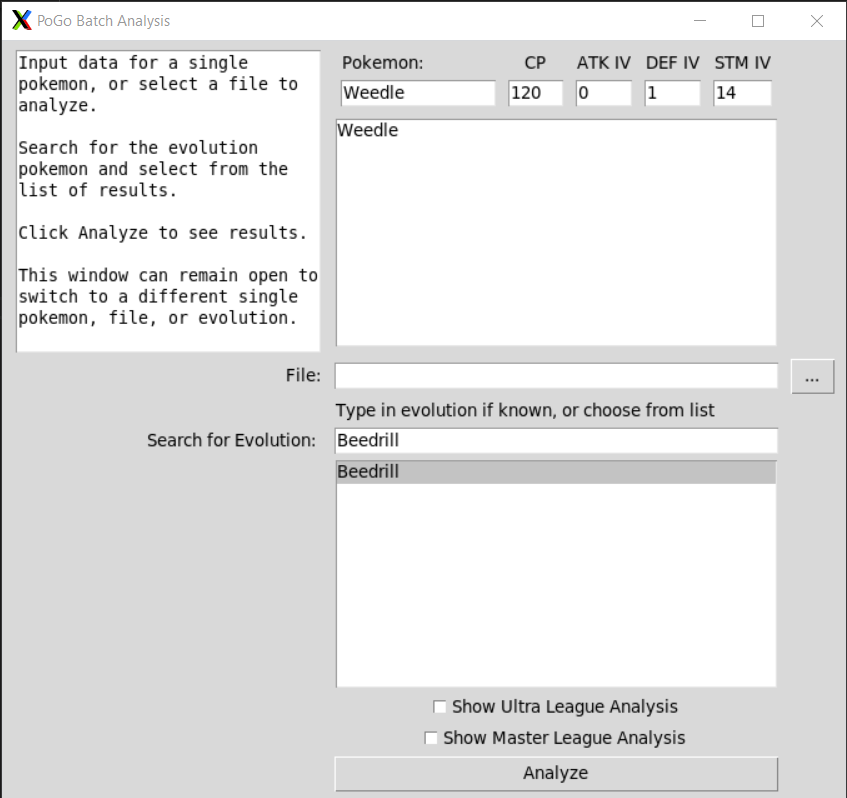 PoGo Batch Analysis
Input data for a single
pokemon, or select a file to
analyze.
Search for the evolution
pokemon and select from the
list of results.
Click Analyze to see results.
This window can remain open to
switch to a different single
pokemon, file, or evolution.
Pokemon: CP ATK IV DEF IV STM IV
Weedle 120 0 1 14
Weedle
File: ...
Type in evolution if known, or choose from list
Search for Evolution: Beedrill
Beedrill
Show Ultra League Analysis
Show Master League Analysis
Analyze